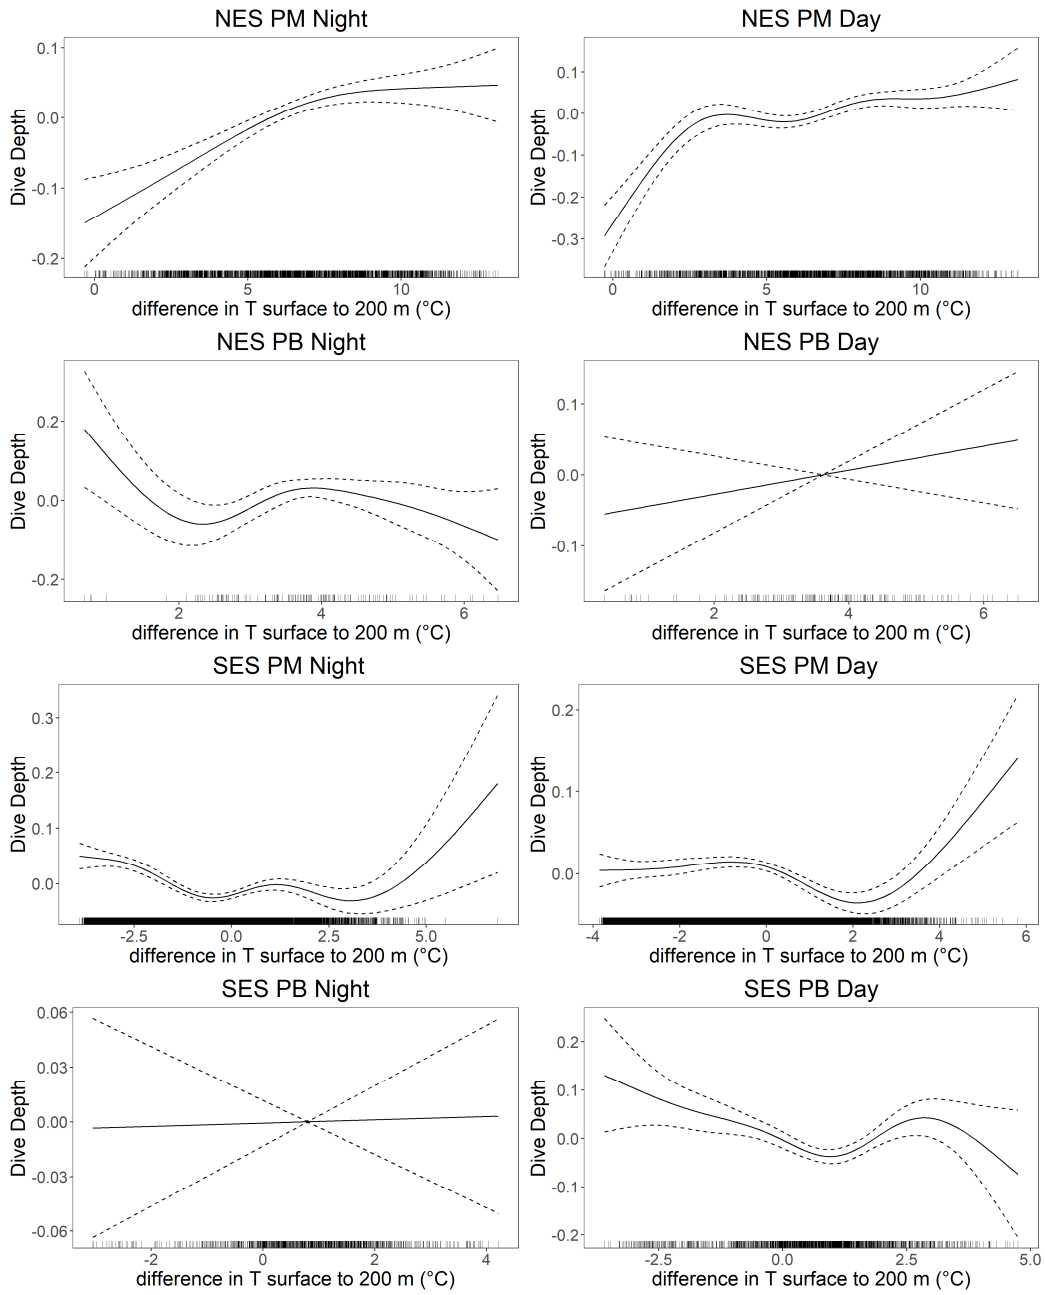 NES PM Night
NES PM Day
0.1
0.0
-0.1
-0.2
Dive Depth
0
5
10
difference in T surface to 200 m (°C)
0.1
0.0
-0.1
-0.2
-0.3
Dive Depth
0
5
10
difference in T surface to 200 m (°C)
NES PB Night
NES PB Day
0.2
0.0
-0.2
Dive Depth
2
4
6
difference in T surface to 200 m (°C)
0.1
0.0
-0.1
Dive Depth
2
4
6
difference in T surface to 200 m (°C)
SES PM Night
SES PM Day
0.3
0.2
0.1
0.0
Dive Depth
-2.5
0.0
2.5
5.0
difference in T surface to 200 m (°C)
0.2
0.1
0.0
Dive Depth
-4
-2
0
2
4
6
difference in T surface to 200 m (°C)
SES PB Night
SES PB Day
0.06
0.03
0.00
-0.03
-0.06
Dive Depth
-2
0
2
4
difference in T surface to 200 m (°C)
0.2
0.1
0.0
-0.1
-0.2
Dive Depth
-2.5
0.0
2.5
5.0
difference in T surface to 200 m (°C)